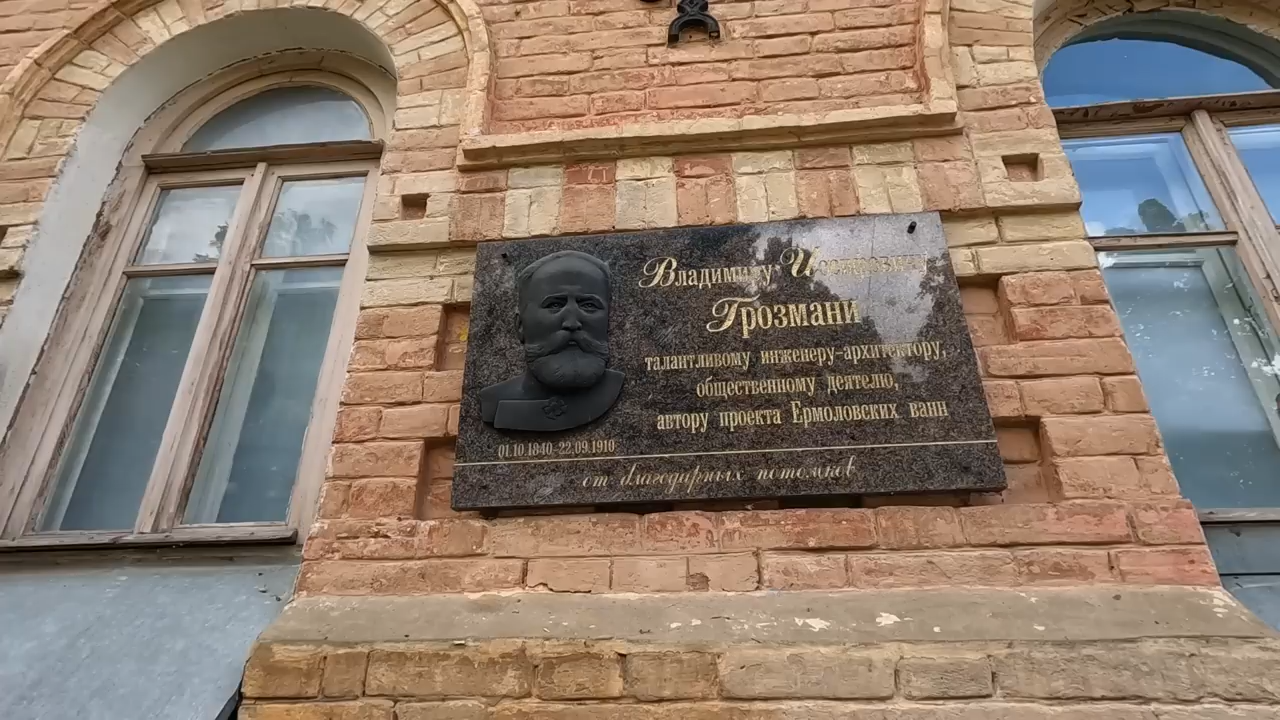 Владимиру Иосифовичу
Грозмани
талантливому инженеру-архитектору,
общественному деятелю,
автору проекта Ермоловских ванн
01.10.1840-22.09.1910
от благодарных потомков